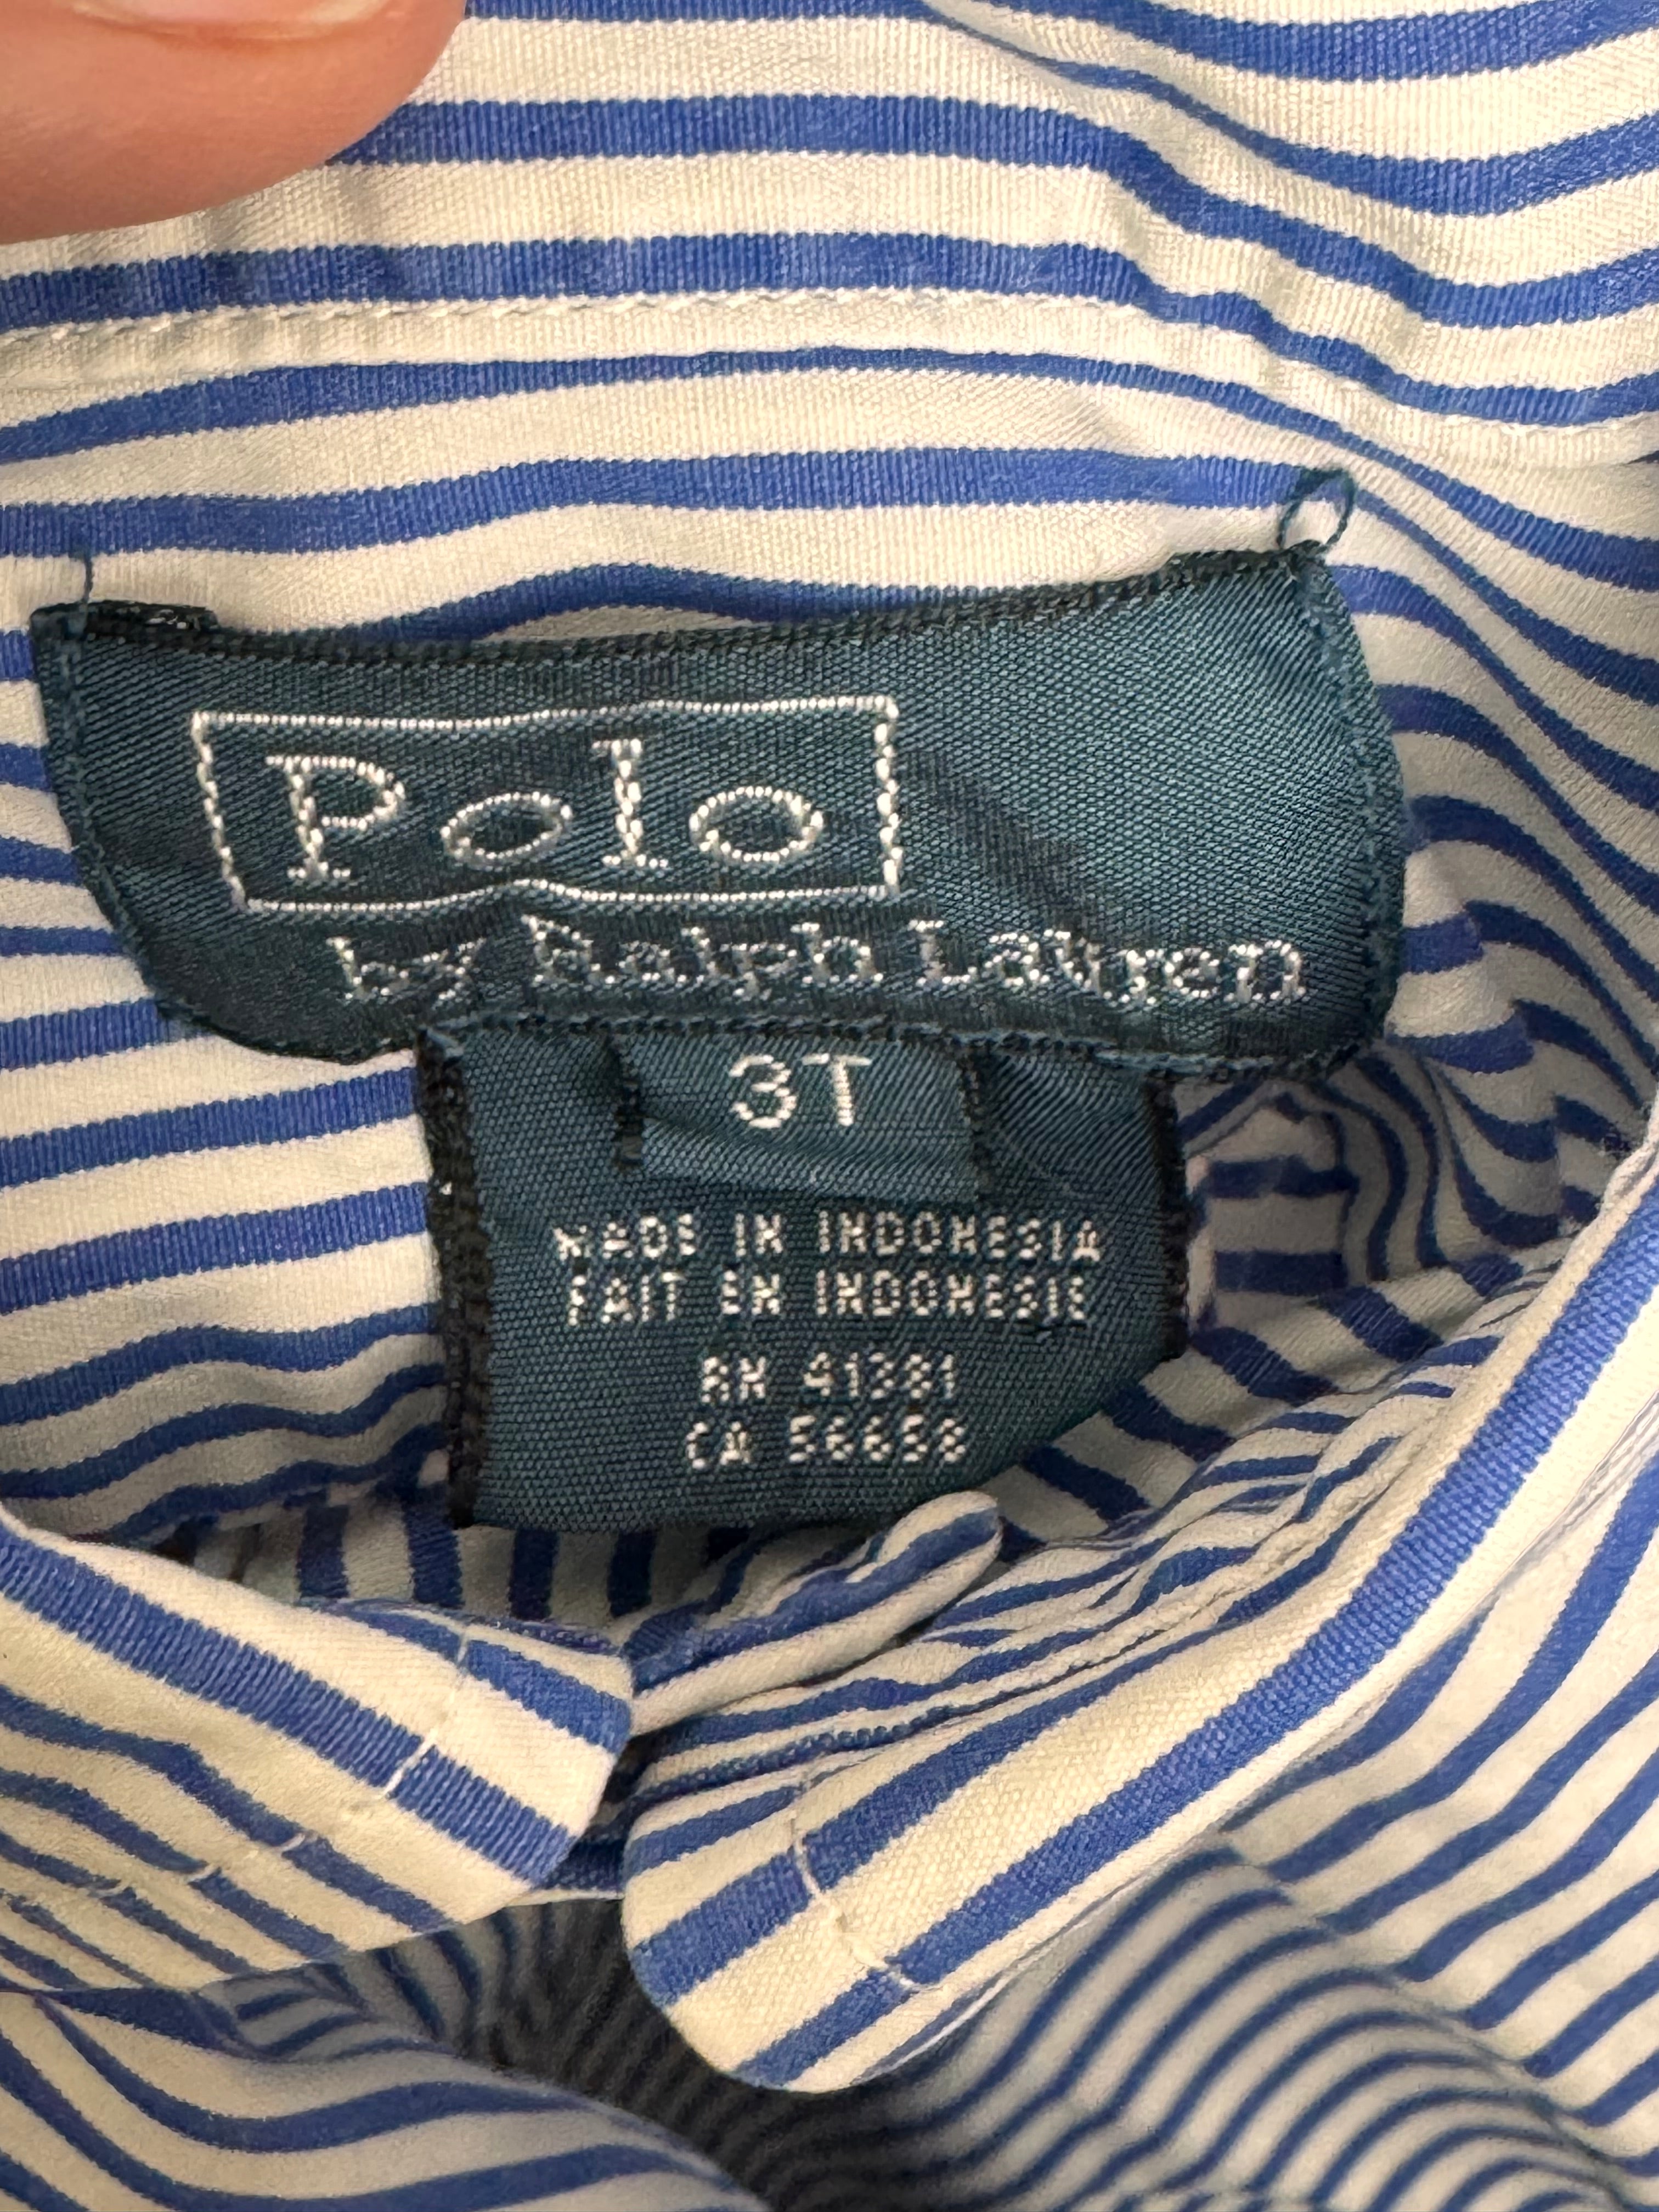 Polo
by Ralph Lauren
3T
MADE IN INDONESIA
FAIT EN INDONESIE
RN 41381
CA 56658